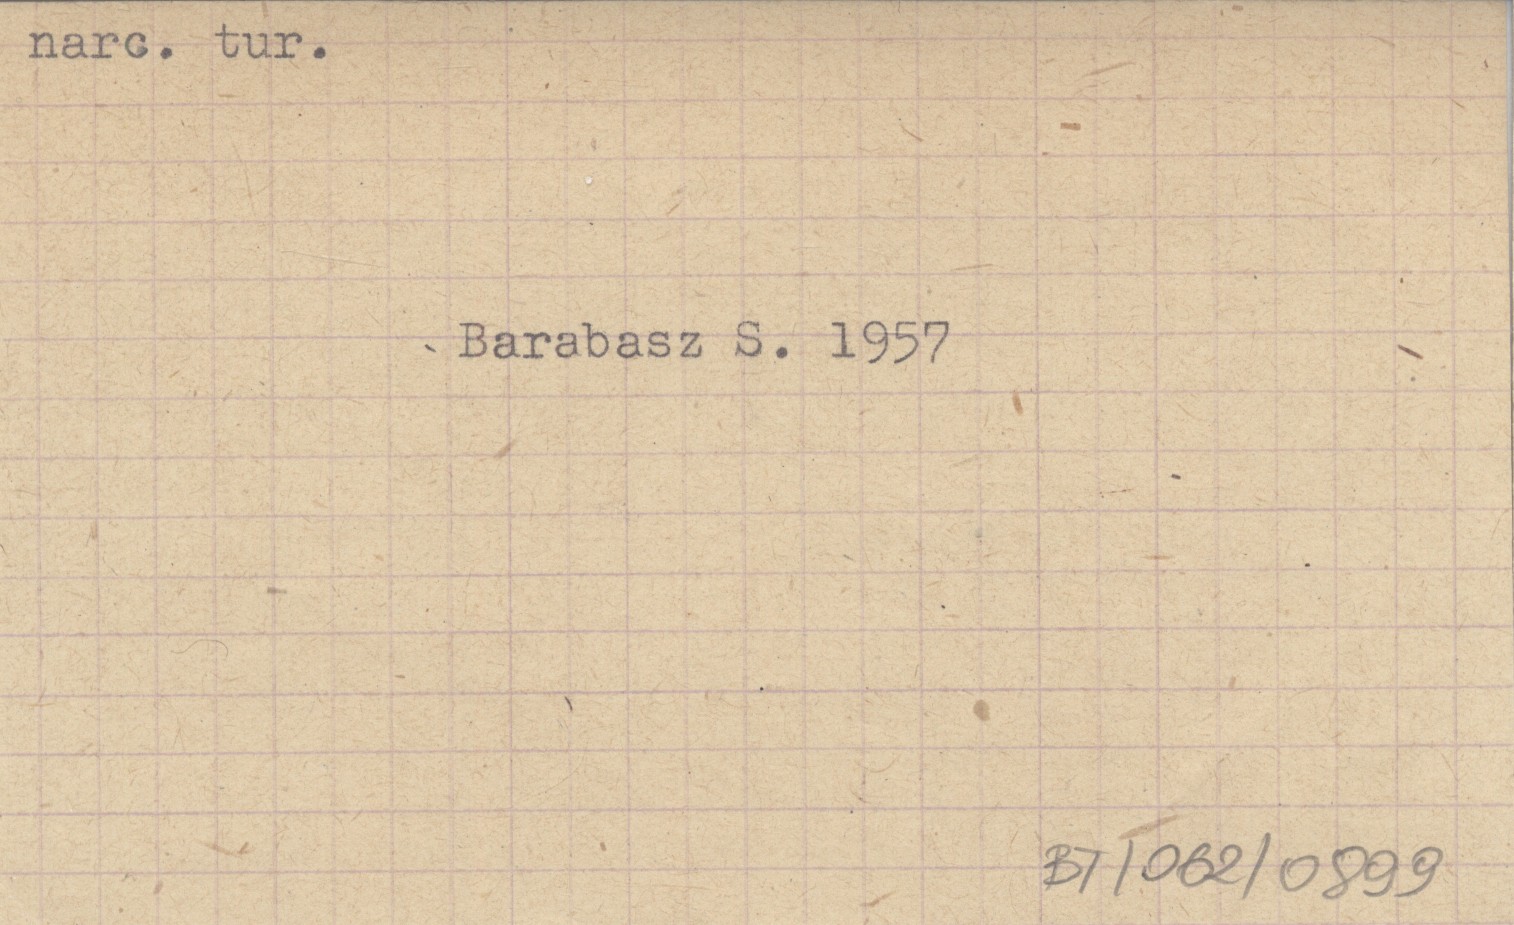 narc. tur.
Barabasz S. 1957
BT/062/0899